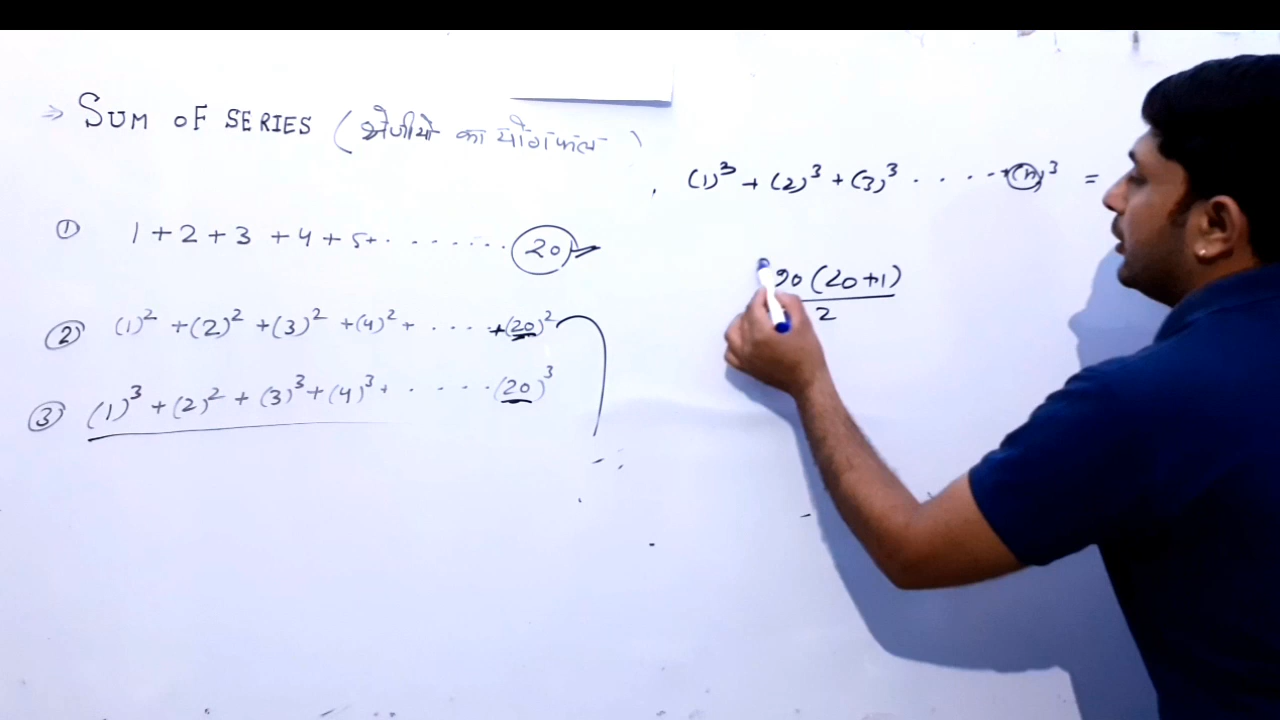 ⇒ SUM OF SERIES (श्रेणीयो का योगफल)
① 1 + 2 + 3 + 4 + 5 + . . . . . . . 20
② (1)² + (2)² + (3)² + (4)² + . . . . + (20)²
③ (1)³ + (2)² + (3)³ + (4)³ + . . . . (20)³
(1)³ + (2)³ + (3)³ . . . . . + (n)³ =
20 (20+1)
2